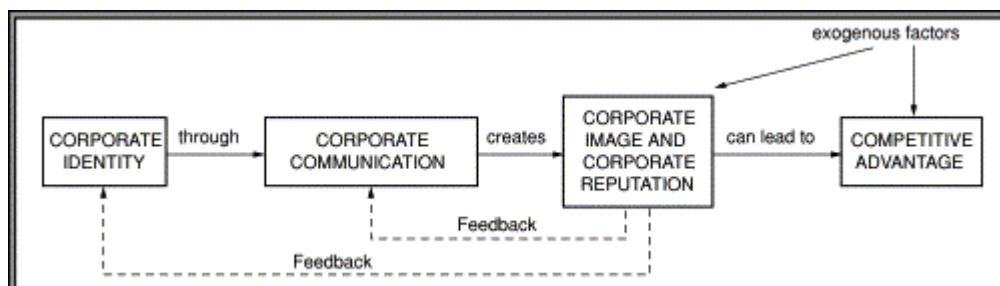 exogenous factors
CORPORATE
IDENTITY
through
CORPORATE
COMMUNICATION
creates
CORPORATE
IMAGE AND
CORPORATE
REPUTATION
can lead to
COMPETITIVE
ADVANTAGE
Feedback
Feedback